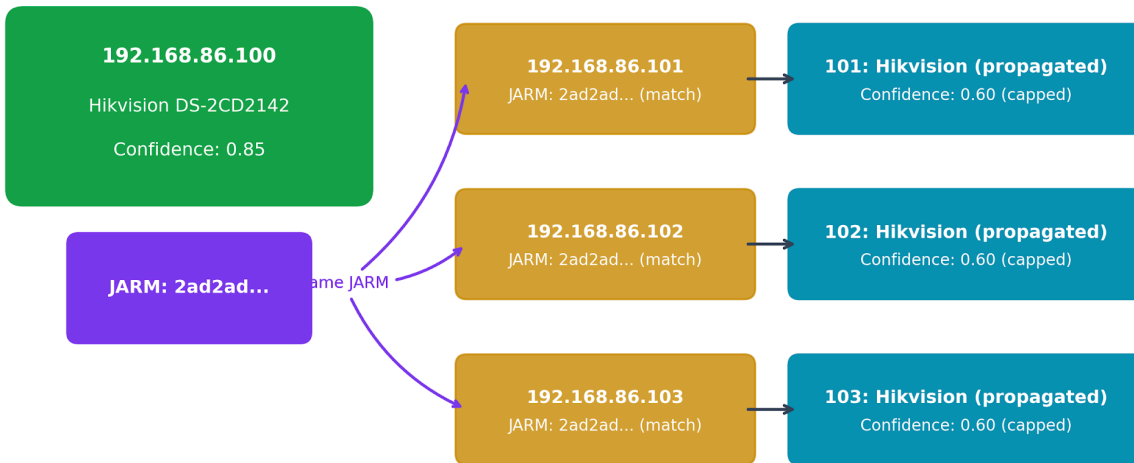 192.168.86.100
Hikvision DS-2CD2142
Confidence: 0.85
JARM: 2ad2ad...
ame JARM
192.168.86.101
JARM: 2ad2ad... (match)
101: Hikvision (propagated)
Confidence: 0.60 (capped)
192.168.86.102
JARM: 2ad2ad... (match)
102: Hikvision (propagated)
Confidence: 0.60 (capped)
192.168.86.103
JARM: 2ad2ad... (match)
103: Hikvision (propagated)
Confidence: 0.60 (capped)